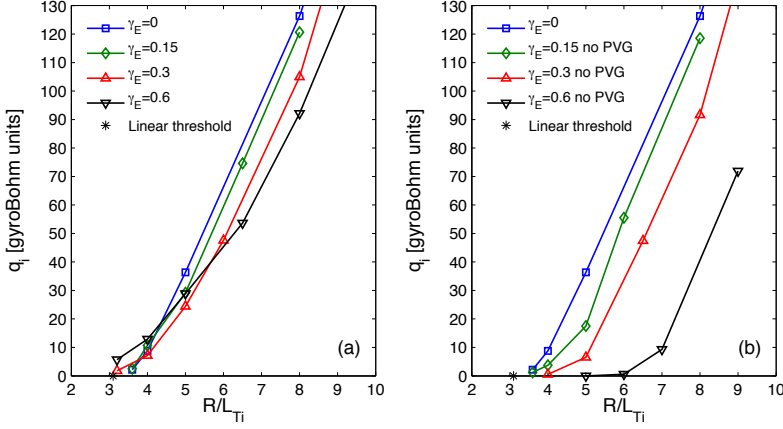 130
120
110
100
90
80
70
60
50
40
30
20
10
0
q_i [gyroBohm units]
γ_E=0
γ_E=0.15
γ_E=0.3
γ_E=0.6
Linear threshold
(a)
2 3 4 5 6 7 8 9 10
R/L_Ti
130
120
110
100
90
80
70
60
50
40
30
20
10
0
q_i [gyroBohm units]
γ_E=0
γ_E=0.15 no PVG
γ_E=0.3 no PVG
γ_E=0.6 no PVG
Linear threshold
(b)
2 3 4 5 6 7 8 9 10
R/L_Ti